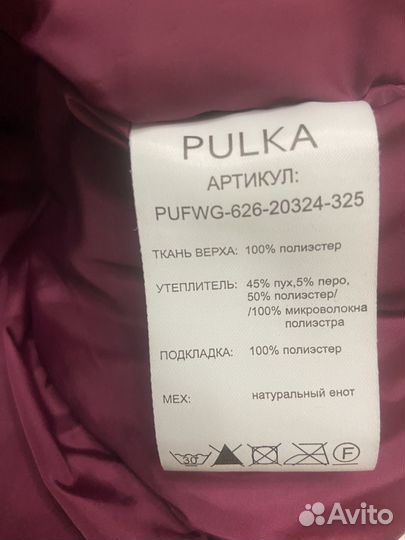 PULKA
АРТИКУЛ:
PUFWG-626-20324-325
ТКАНЬ ВЕРХА: 100% полиэстер
УТЕПЛИТЕЛЬ: 45% пух,5% перо,
50% полиэстер/
/100% микроволокна
полиэстра
ПОДКЛАДКА: 100% полиэстер
МЕХ: натуральный енот
30 F
Avito